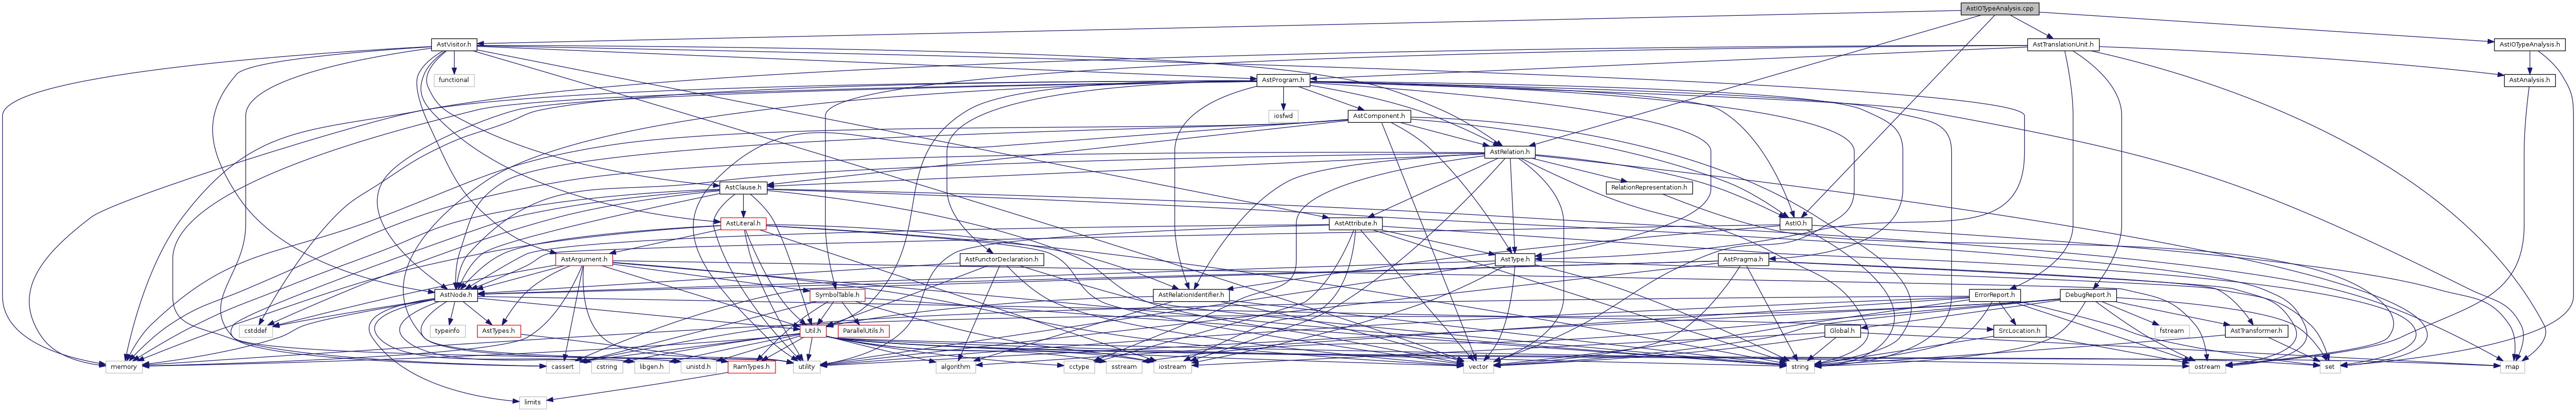 AstIOTypeAnalysis.cpp
AstVisitor.h
AstTranslationUnit.h
AstIOTypeAnalysis.h
functional
AstProgram.h
AstAnalysis.h
iosfwd
AstComponent.h
AstRelation.h
AstClause.h
RelationRepresentation.h
AstLiteral.h
AstAttribute.h
AstIO.h
AstArgument.h
AstFunctorDeclaration.h
AstType.h
AstPragma.h
AstNode.h
SymbolTable.h
AstRelationIdentifier.h
ErrorReport.h
DebugReport.h
cstddef
typeinfo
AstTypes.h
Util.h
ParallelUtils.h
Global.h
SrcLocation.h
fstream
AstTransformer.h
memory
cassert
cstring
libgen.h
unistd.h
RamTypes.h
utility
algorithm
cctype
sstream
iostream
vector
string
ostream
set
map
limits